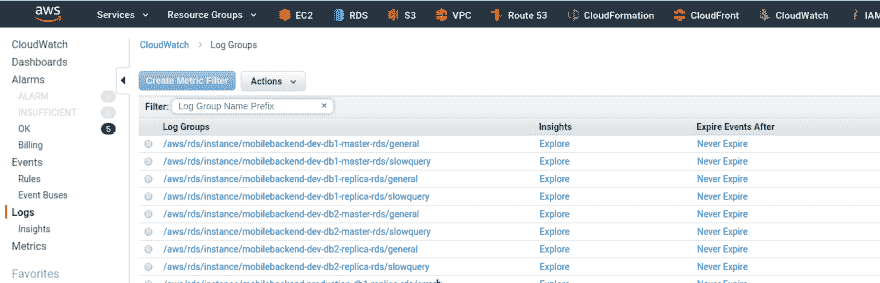 aws Services Resource Groups EC2 RDS S3 VPC Route 53 CloudFormation CloudFront CloudWatch IAM
CloudWatch > Log Groups
CloudWatch
Dashboards
Alarms
ALARM
INSUFFICIENT
OK 5
Billing
Events
Rules
Event Buses
Logs
Insights
Metrics
Favorites
Create Metric Filter Actions
Filter: Log Group Name Prefix ×
Log Groups Insights Expire Events After
/aws/rds/instance/mobilebackend-dev-db1-master-rds/general Explore Never Expire
/aws/rds/instance/mobilebackend-dev-db1-master-rds/slowquery Explore Never Expire
/aws/rds/instance/mobilebackend-dev-db1-replica-rds/general Explore Never Expire
/aws/rds/instance/mobilebackend-dev-db1-replica-rds/slowquery Explore Never Expire
/aws/rds/instance/mobilebackend-dev-db2-master-rds/general Explore Never Expire
/aws/rds/instance/mobilebackend-dev-db2-master-rds/slowquery Explore Never Expire
/aws/rds/instance/mobilebackend-dev-db2-replica-rds/general Explore Never Expire
/aws/rds/instance/mobilebackend-dev-db2-replica-rds/slowquery Explore Never Expire